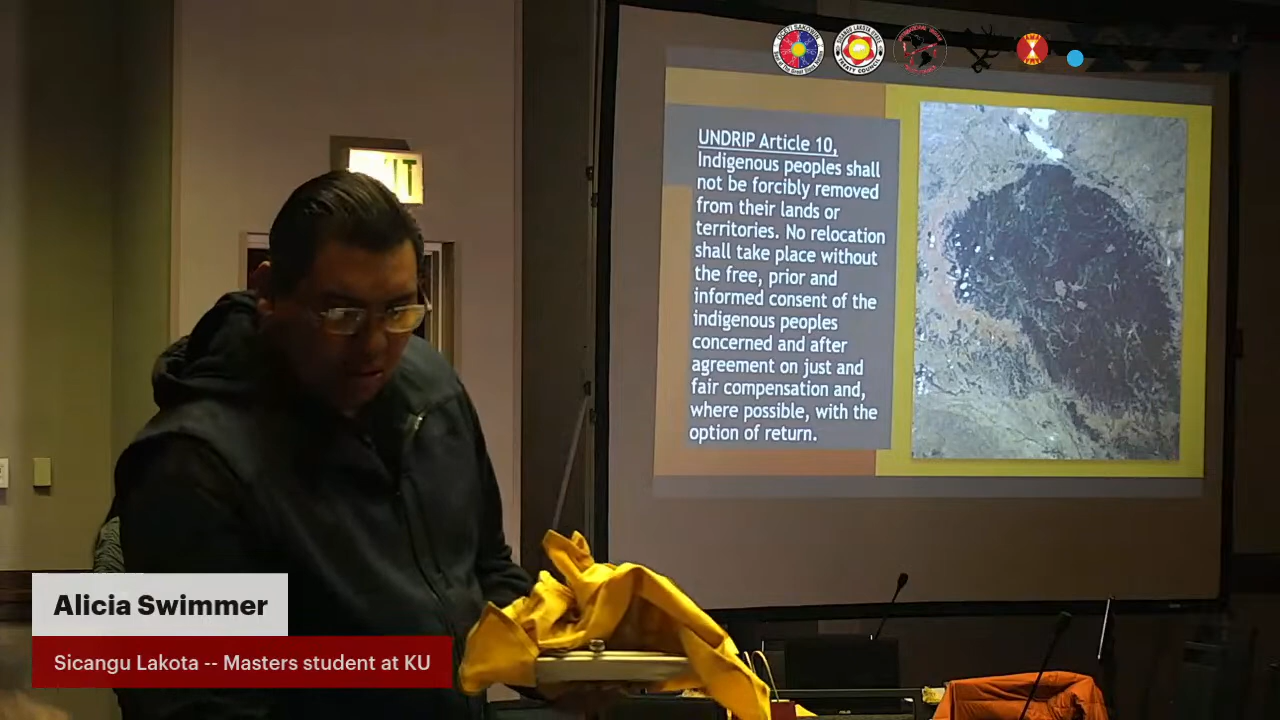 UNDRIP Article 10,
Indigenous peoples shall
not be forcibly removed
from their lands or
territories. No relocation
shall take place without
the free, prior and
informed consent of the
indigenous peoples
concerned and after
agreement on just and
fair compensation and,
where possible, with the
option of return.
Alicia Swimmer
Sicangu Lakota -- Masters student at KU